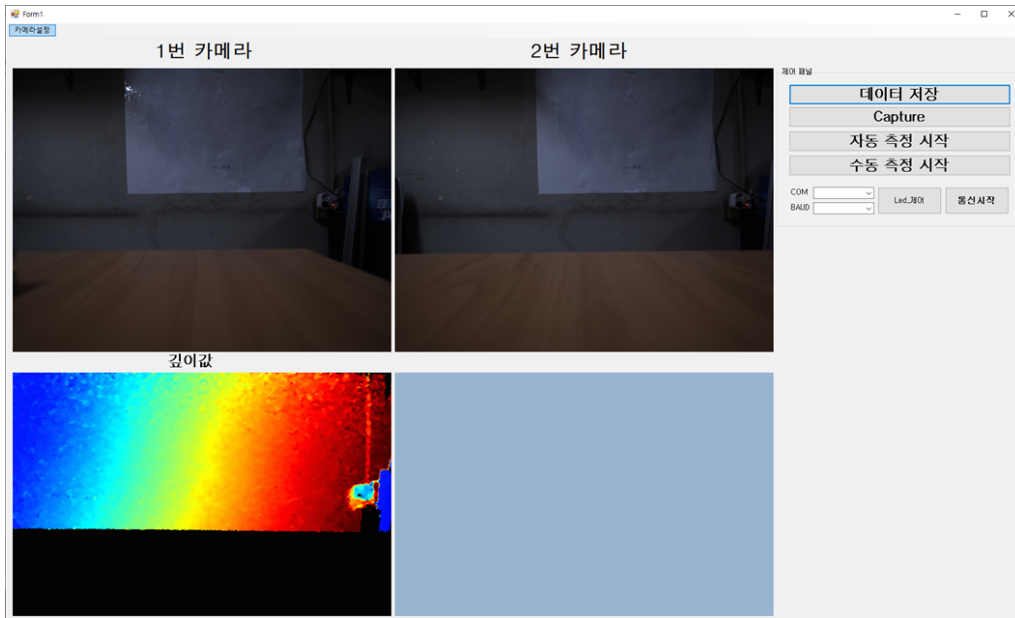 Form1
카메라설정
1번 카메라
2번 카메라
제어 패널
데이터 저장
Capture
자동 측정 시작
수동 측정 시작
COM
BAUD
Led_제어
통신시작
깊이값